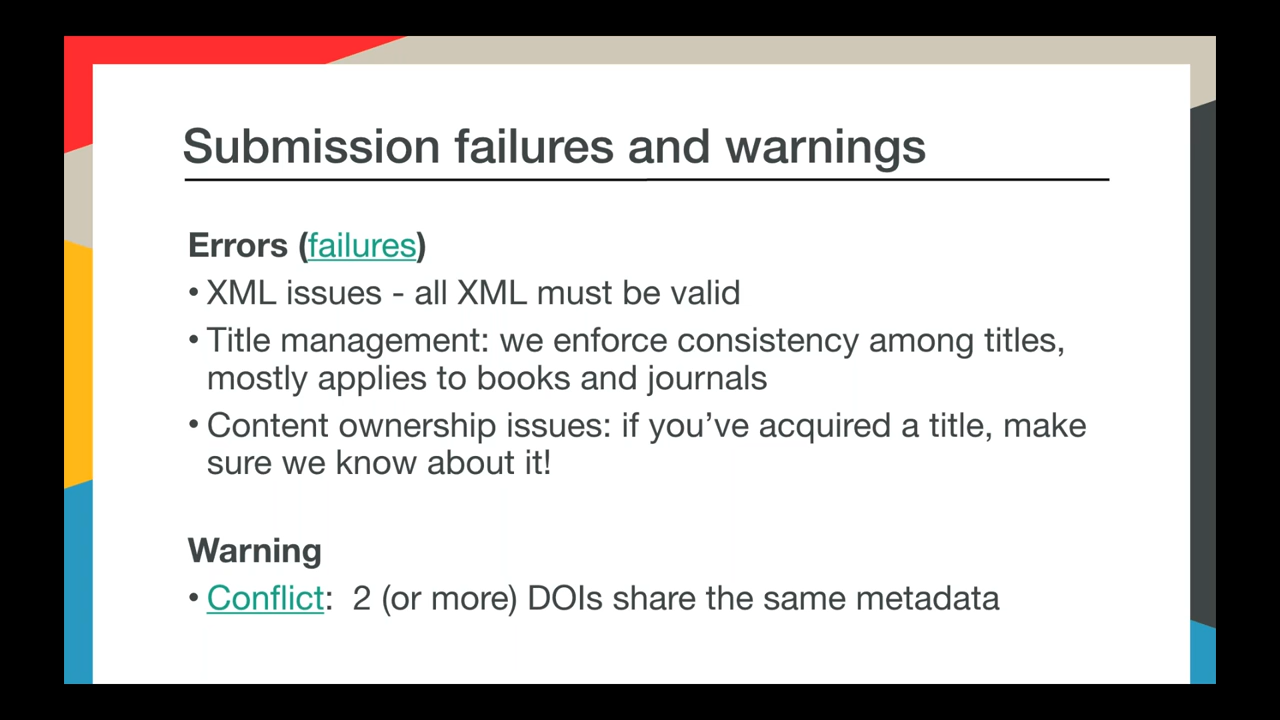 Submission failures and warnings
Errors (failures)
• XML issues - all XML must be valid
• Title management: we enforce consistency among titles,
mostly applies to books and journals
• Content ownership issues: if you’ve acquired a title, make
sure we know about it!
Warning
• Conflict:  2 (or more) DOIs share the same metadata